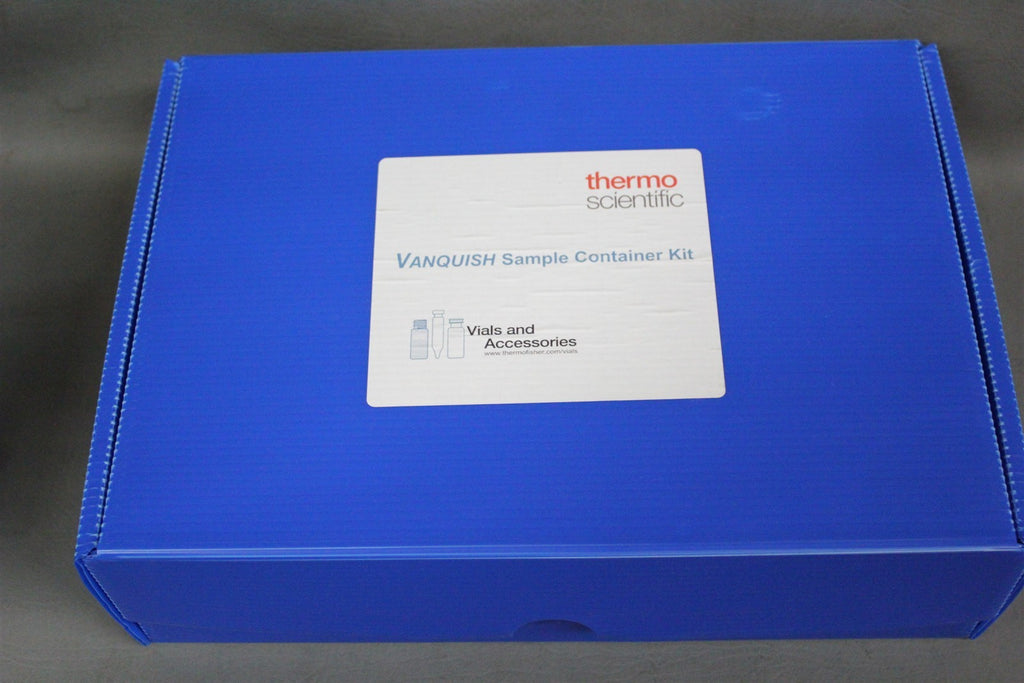 thermo
scientific
VANQUISH Sample Container Kit
Vials and
Accessories
www.thermofisher.com/vials